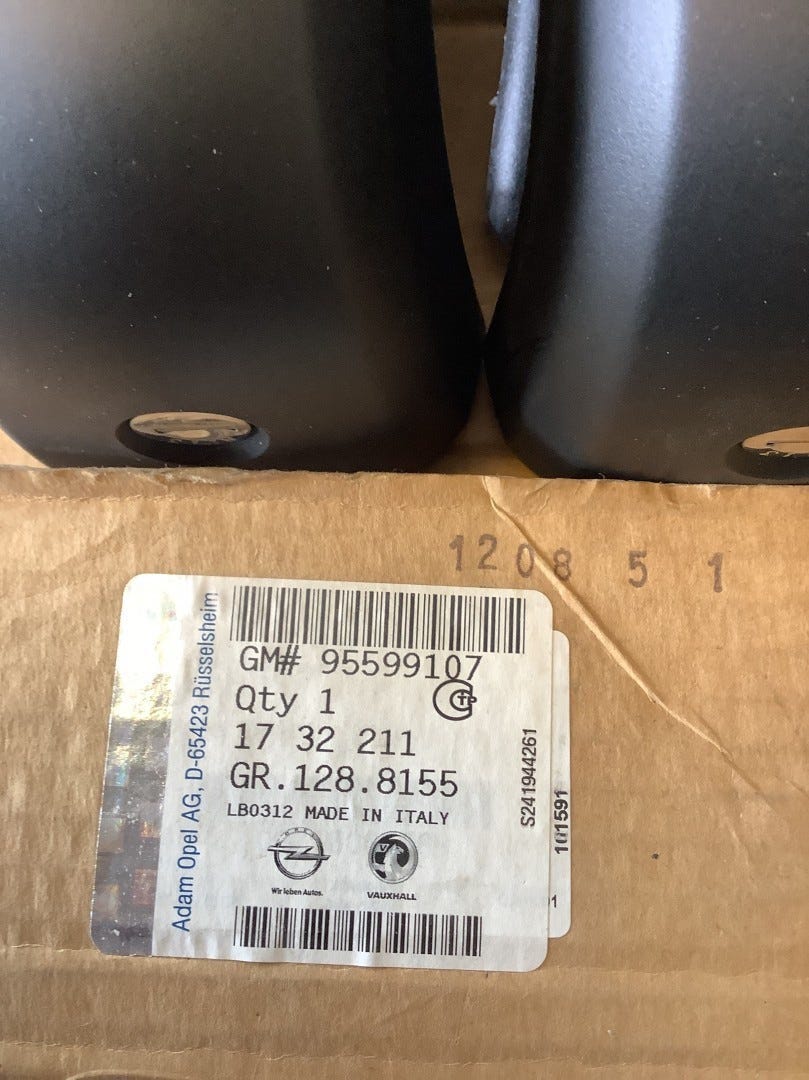 1208 5 1
Adam Opel AG, D-65423 Rüsselsheim
GM# 95599107
Qty 1
17 32 211
GR.128.8155
LB0312 MADE IN ITALY
Wir leben Autos.
VAUXHALL
S241944261
101591
1